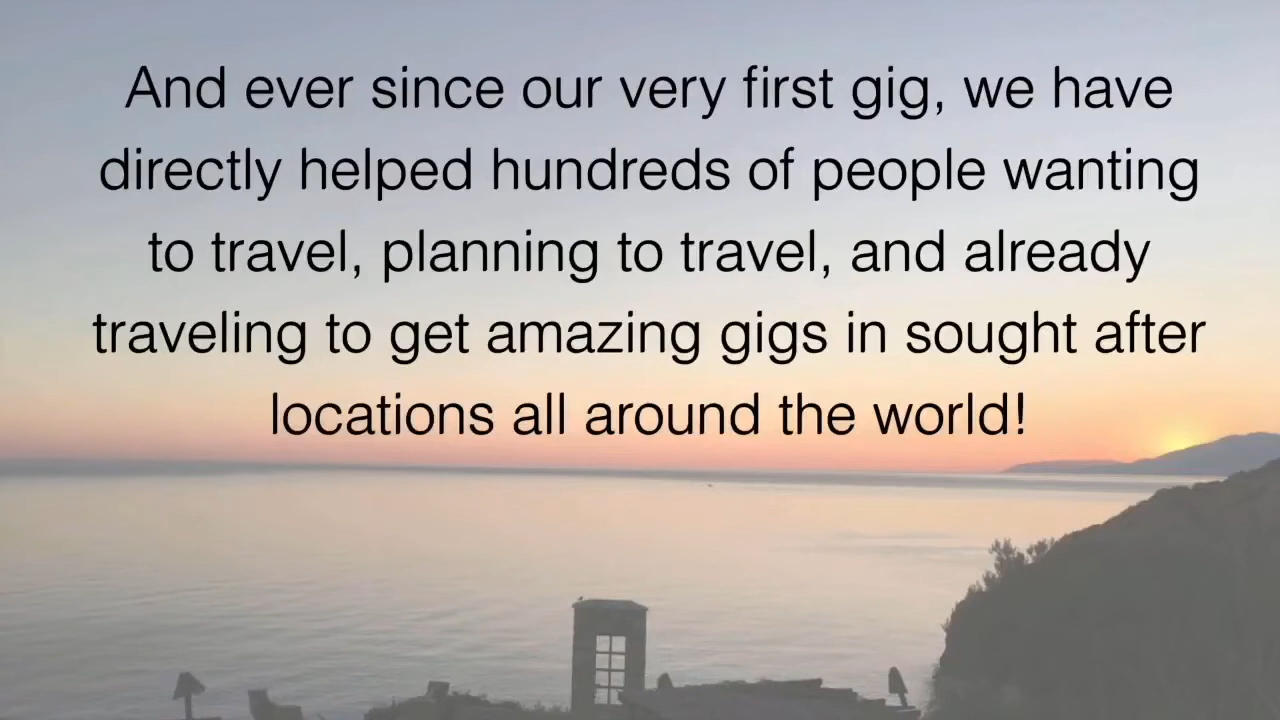 And ever since our very first gig, we have
directly helped hundreds of people wanting
to travel, planning to travel, and already
traveling to get amazing gigs in sought after
locations all around the world!